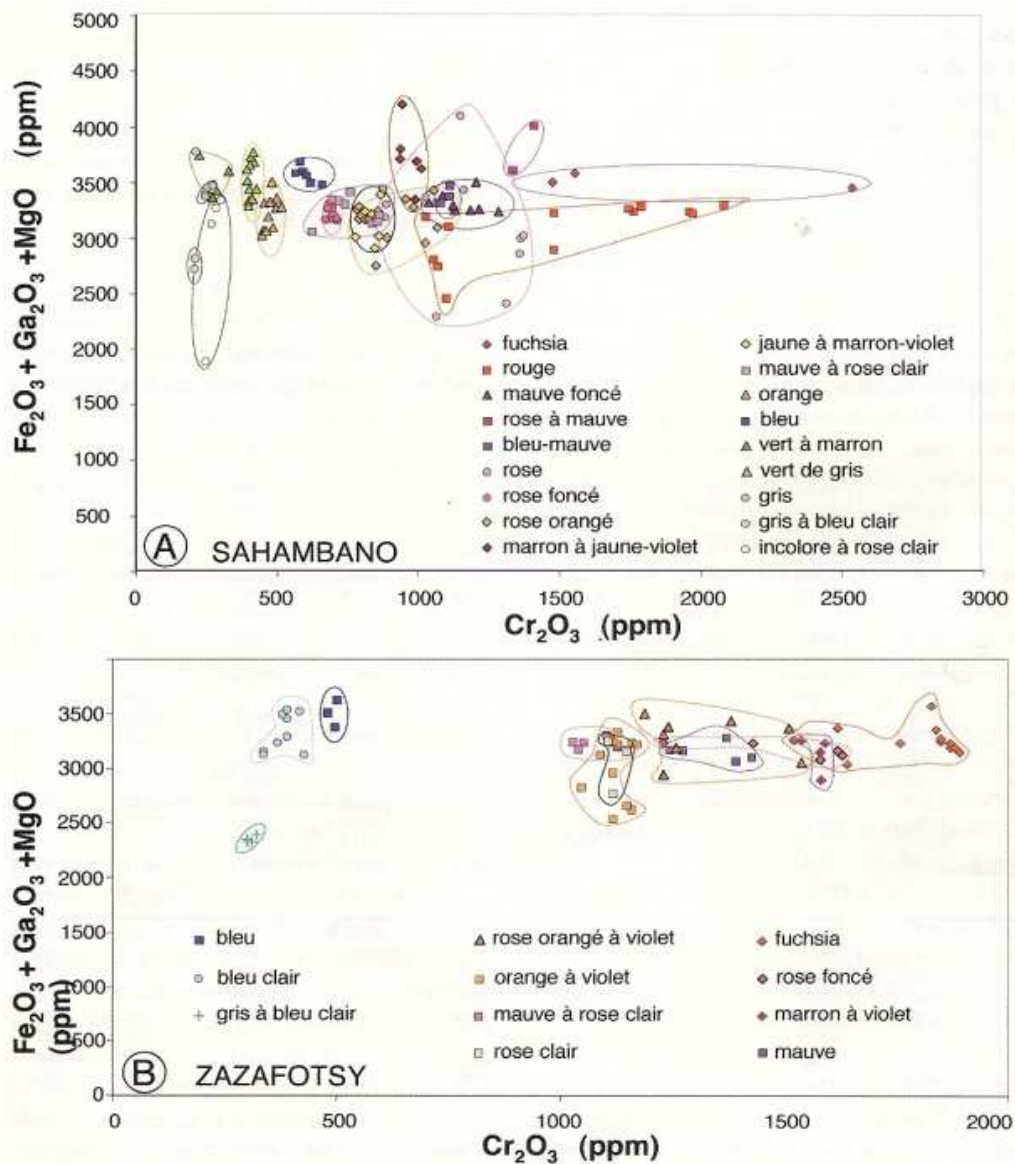 Fe₂O₃ + Ga₂O₃ +MgO (ppm)
5000
4500
4000
3500
3000
2500
2000
1500
1000
500
fuchsia
rouge
mauve foncé
rose à mauve
bleu-mauve
rose
rose foncé
rose orangé
marron à jaune-violet
jaune à marron-violet
mauve à rose clair
orange
bleu
vert à marron
vert de gris
gris
gris à bleu clair
incolore à rose clair
A SAHAMBANO
0 500 1000 1500 2000 2500 3000
Cr₂O₃ (ppm)
Fe₂O₃ + Ga₂O₃ +MgO
(ppm)
3500
3000
2500
2000
1500
1000
500
0
bleu
bleu clair
gris à bleu clair
rose orangé à violet
orange à violet
mauve à rose clair
rose clair
fuchsia
rose foncé
marron à violet
mauve
B ZAZAFOTSY
0 500 1000 1500 2000
Cr₂O₃ (ppm)